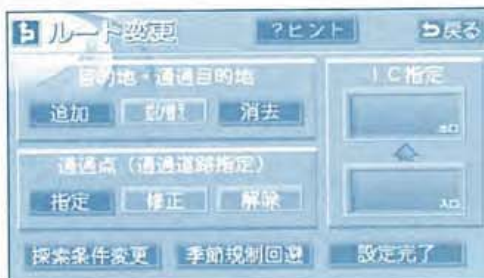 ルート変更 ?ヒント 戻る
目的地・通過目的地
追加 並替え 消去
通過点(通過道路指定)
指定 修正 解除
IC指定
出口
入口
探索条件変更 季節規制回避 設定完了